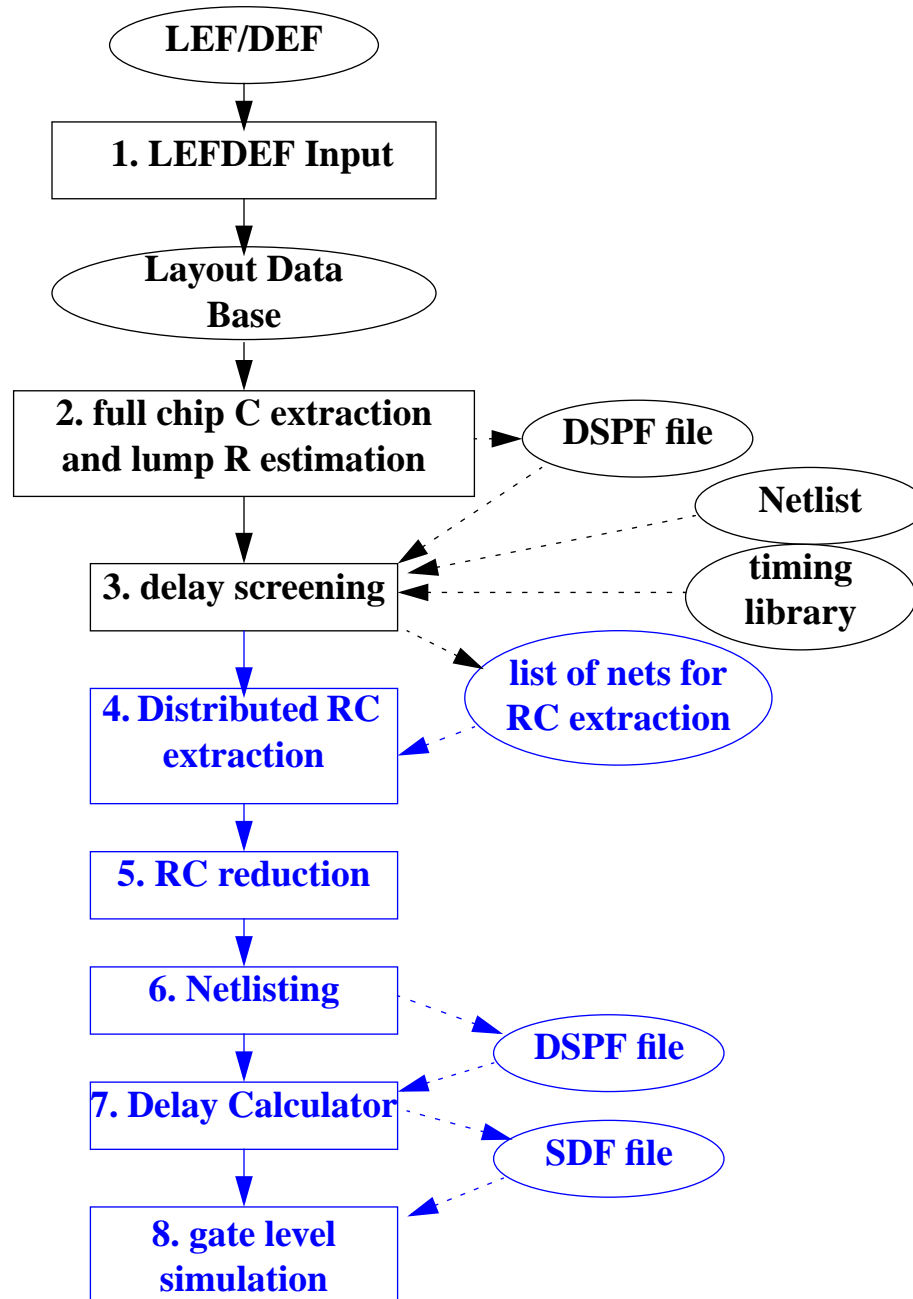 LEF/DEF
1. LEFDEF Input
Layout Data
Base
2. full chip C extraction
and lump R estimation
DSPF file
Netlist
timing
library
3. delay screening
list of nets for
RC extraction
4. Distributed RC
extraction
5. RC reduction
6. Netlisting
DSPF file
7. Delay Calculator
SDF file
8. gate level
simulation